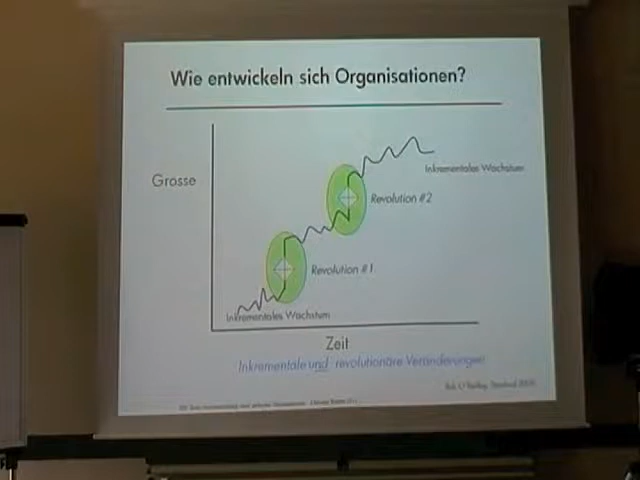 Wie entwickeln sich Organisationen?
Grosse
Inkrementales Wachstum
Revolution #2
Revolution #1
Inkrementales Wachstum
Zeit
Inkrementale und revolutionäre Veränderungen